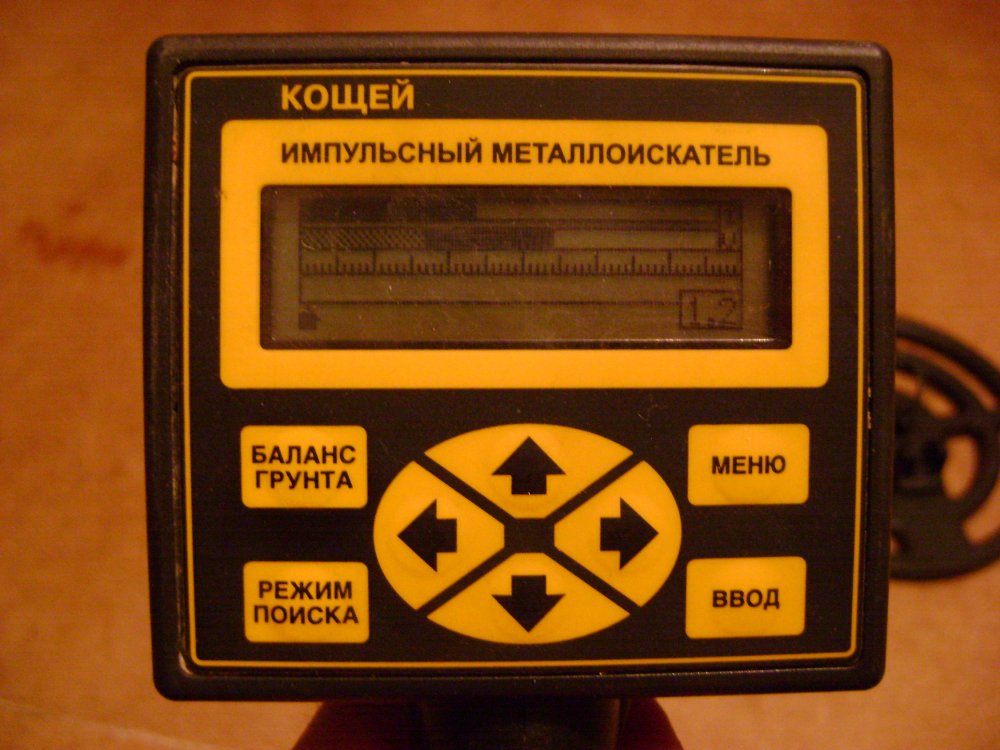 КОЩЕЙ
ИМПУЛЬСНЫЙ МЕТАЛЛОИСКАТЕЛЬ
1.2
БАЛАНС
ГРУНТА
МЕНЮ
РЕЖИМ
ПОИСКА
ВВОД